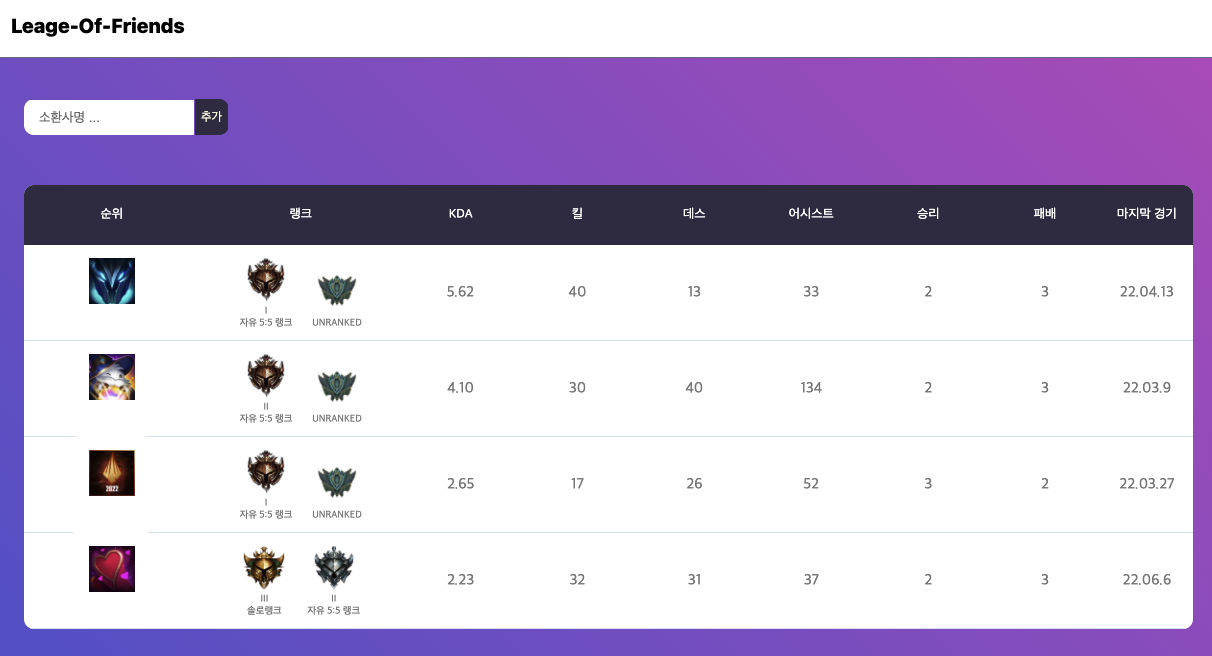 Leage-Of-Friends
소환사명 ... 추가
순위 랭크 KDA 킬 데스 어시스트 승리 패배 마지막 경기
5.62 40 13 33 2 3 22.04.13
I
자유 5:5 랭크 UNRANKED
4.10 30 40 134 2 3 22.03.9
II
자유 5:5 랭크 UNRANKED
2022 2.65 17 26 52 3 2 22.03.27
I
자유 5:5 랭크 UNRANKED
2.23 32 31 37 2 3 22.06.6
III II
솔로랭크 자유 5:5 랭크